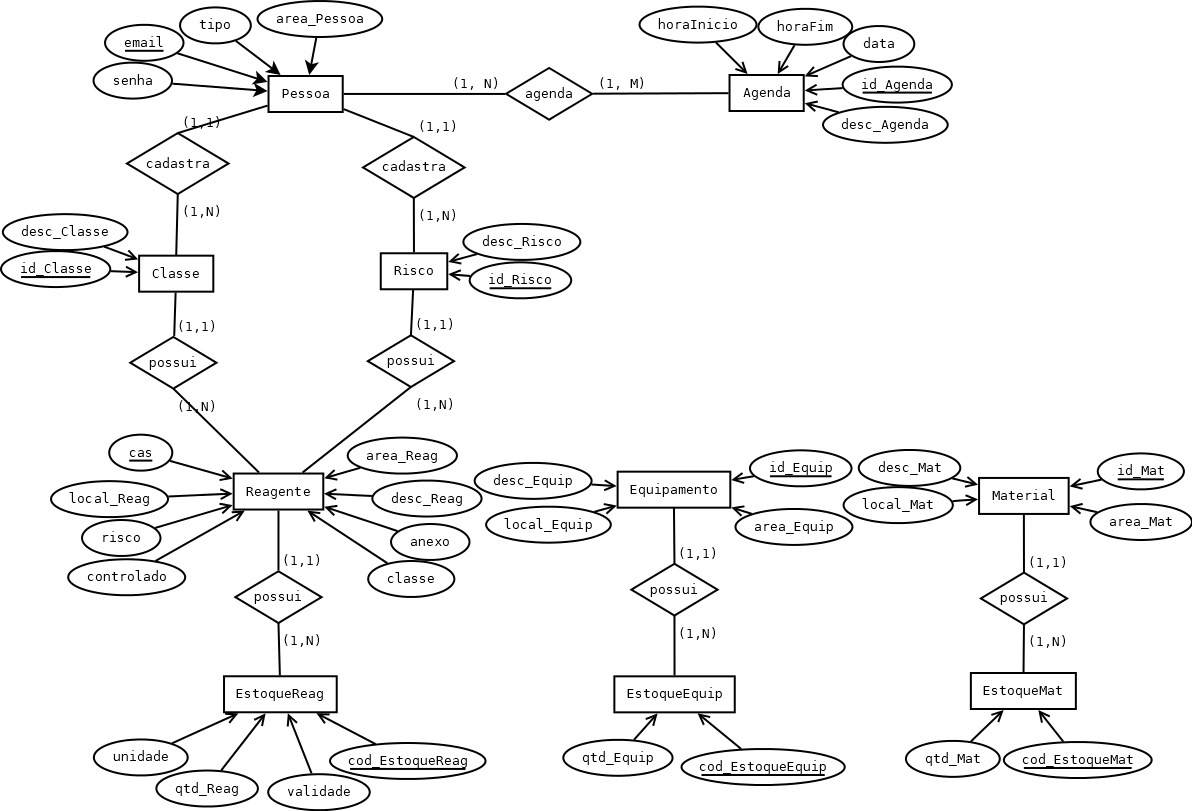 area_Pessoa
tipo
horaInicio
horaFim
email
data
senha
(1, N)
(1, M)
id_Agenda
Pessoa
agenda
Agenda
(1,1)
(1,1)
desc_Agenda
cadastra
cadastra
(1,N)
(1,N)
desc_Classe
desc_Risco
id_Classe
Classe
Risco
id_Risco
(1,1)
(1,1)
possui
possui
(1,N)
(1,N)
cas
area_Reag
desc_Equip
id_Equip
desc_Mat
id_Mat
local_Reag
Reagente
desc_Reag
Equipamento
local_Mat
Material
local_Equip
area_Equip
area_Mat
risco
anexo
controlado
(1,1)
classe
(1,1)
(1,1)
possui
possui
possui
(1,N)
(1,N)
(1,N)
EstoqueReag
EstoqueEquip
EstoqueMat
unidade
cod_EstoqueReag
qtd_Equip
cod_EstoqueEquip
qtd_Mat
cod_EstoqueMat
qtd_Reag
validade